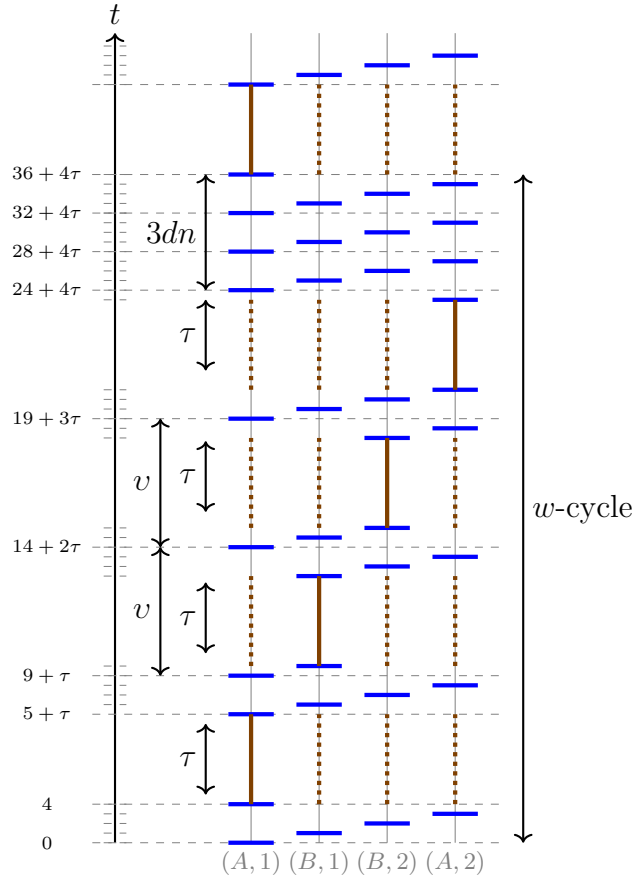 t
36 + 4τ
32 + 4τ
3dn
28 + 4τ
24 + 4τ
τ
19 + 3τ
v
τ
w-cycle
14 + 2τ
v
τ
9 + τ
5 + τ
τ
4
0
(A, 1) (B, 1) (B, 2) (A, 2)